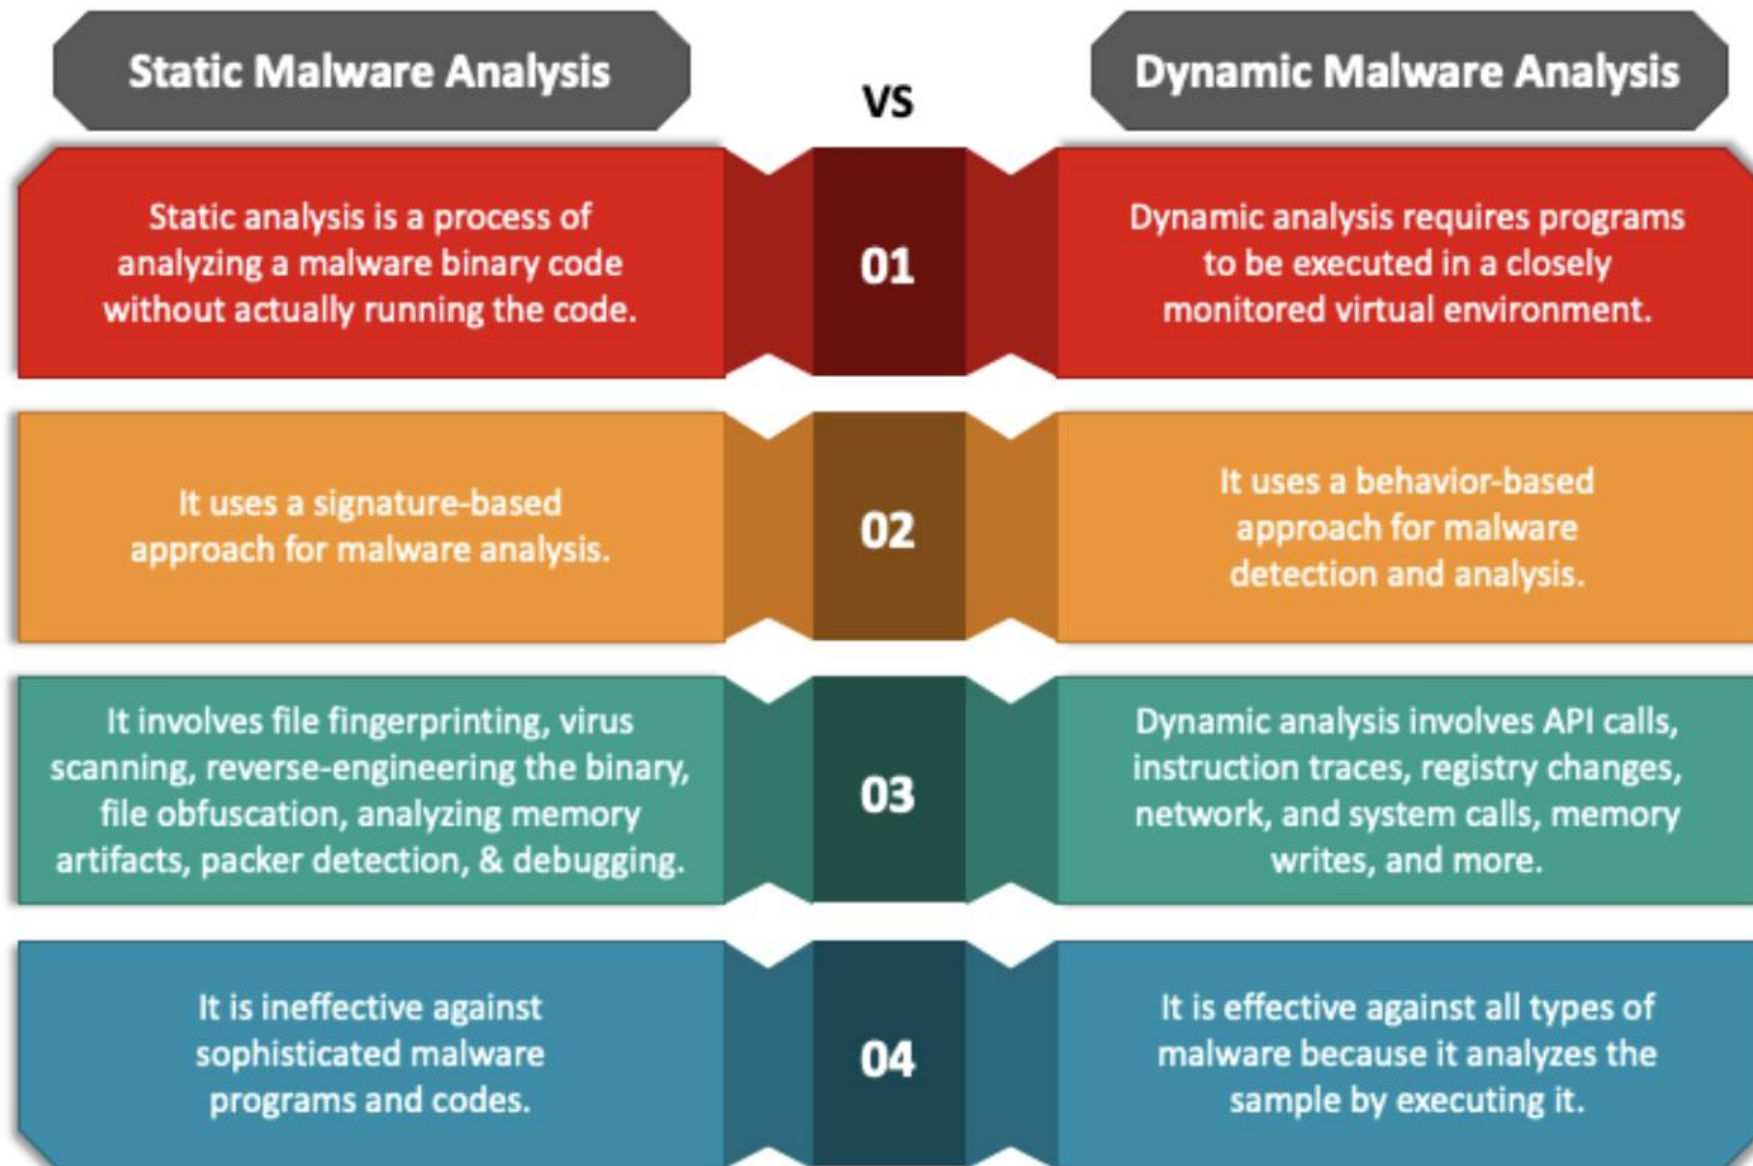 Static Malware Analysis
VS
Dynamic Malware Analysis
Static analysis is a process of
analyzing a malware binary code
without actually running the code.
01
Dynamic analysis requires programs
to be executed in a closely
monitored virtual environment.
It uses a signature-based
approach for malware analysis.
02
It uses a behavior-based
approach for malware
detection and analysis.
It involves file fingerprinting, virus
scanning, reverse-engineering the binary,
file obfuscation, analyzing memory
artifacts, packer detection, & debugging.
03
Dynamic analysis involves API calls,
instruction traces, registry changes,
network, and system calls, memory
writes, and more.
It is ineffective against
sophisticated malware
programs and codes.
04
It is effective against all types of
malware because it analyzes the
sample by executing it.